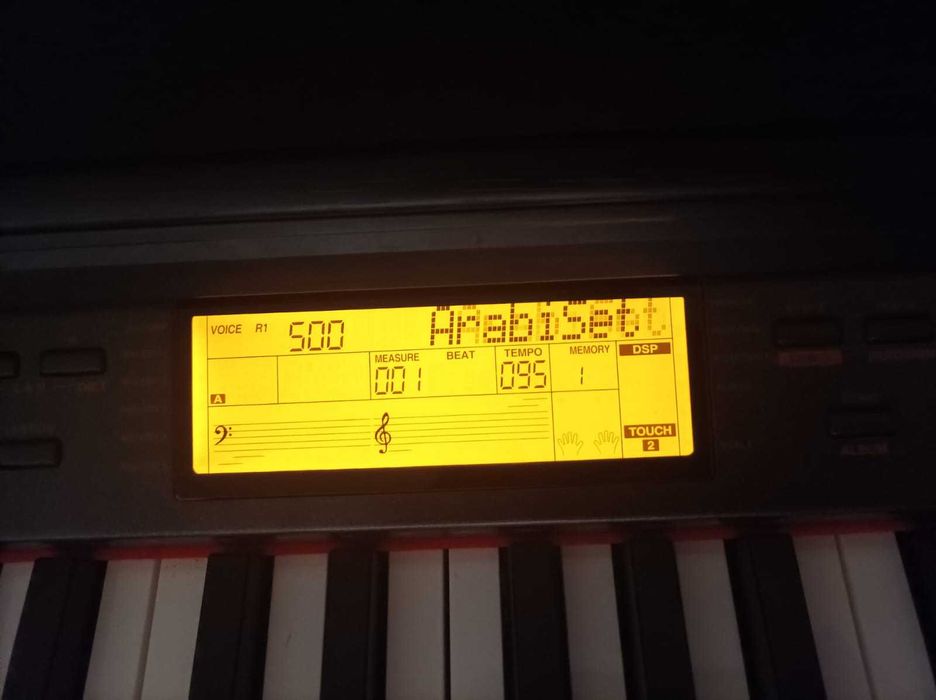 VOICE R1 500 ArabiSet
MEASURE BEAT TEMPO MEMORY DSP
001 095 1
A
TOUCH
2